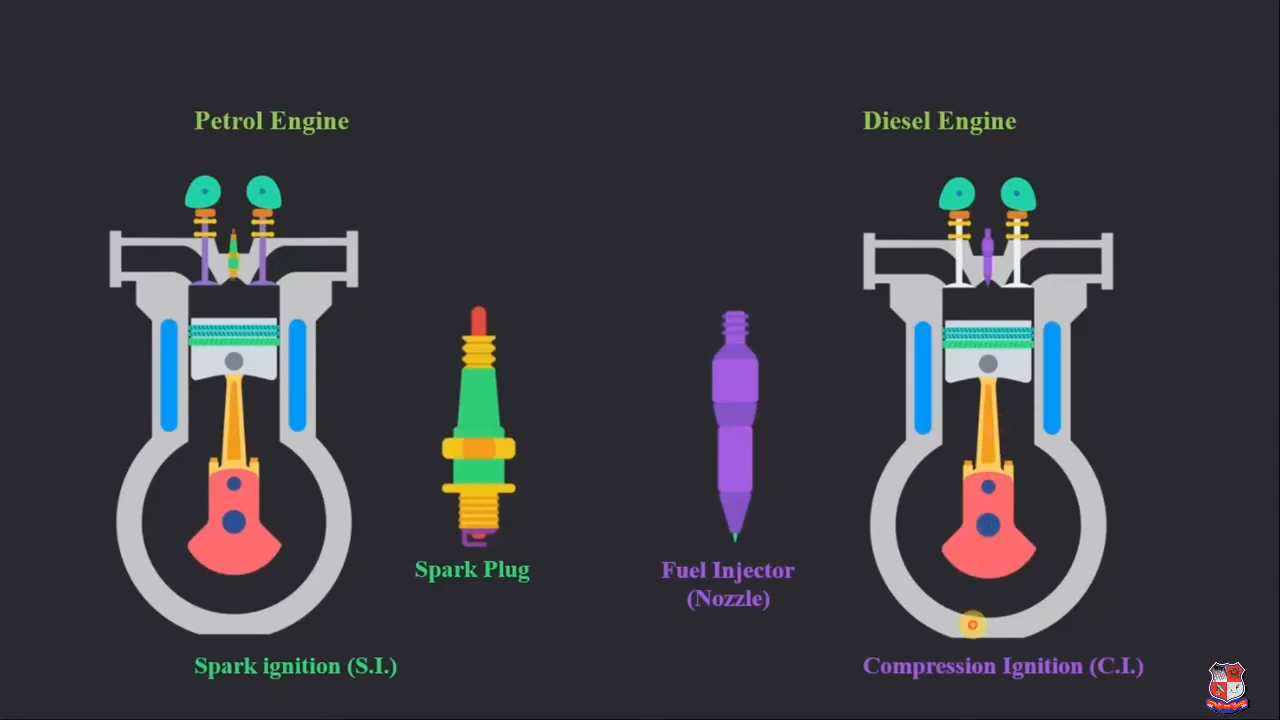 Petrol Engine
Diesel Engine
Spark Plug
Fuel Injector
(Nozzle)
Spark ignition (S.I.)
Compression Ignition (C.I.)